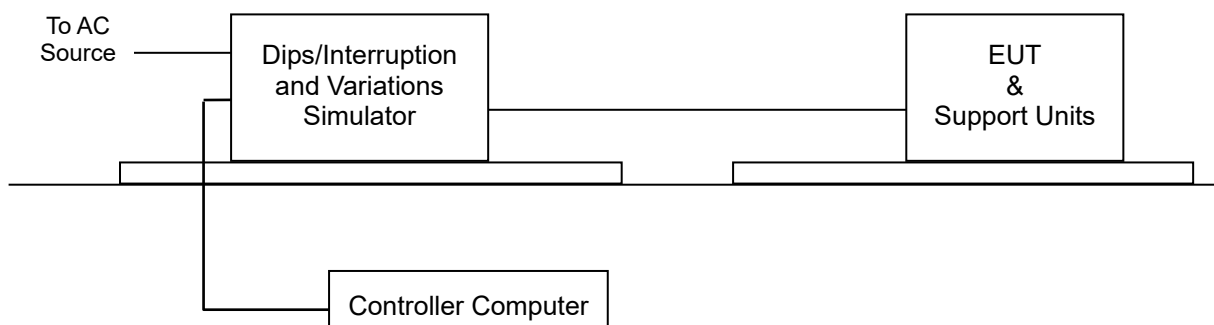 To AC
Source
Dips/Interruption
and Variations
Simulator
EUT
&
Support Units
Controller Computer